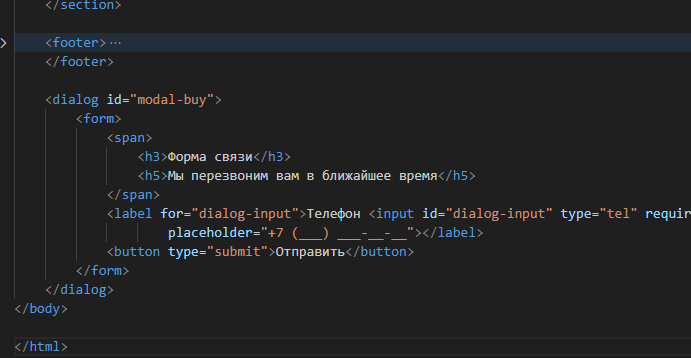 </section>
<footer> ⋯
</footer>
<dialog id="modal-buy">
<form>
<span>
<h3>Форма связи</h3>
<h5>Мы перезвоним вам в ближайшее время</h5>
</span>
<label for="dialog-input">Телефон <input id="dialog-input" type="tel" requir
placeholder="+7 (___) ___-__-__"></label>
<button type="submit">Отправить</button>
</form>
</dialog>
</body>
</html>